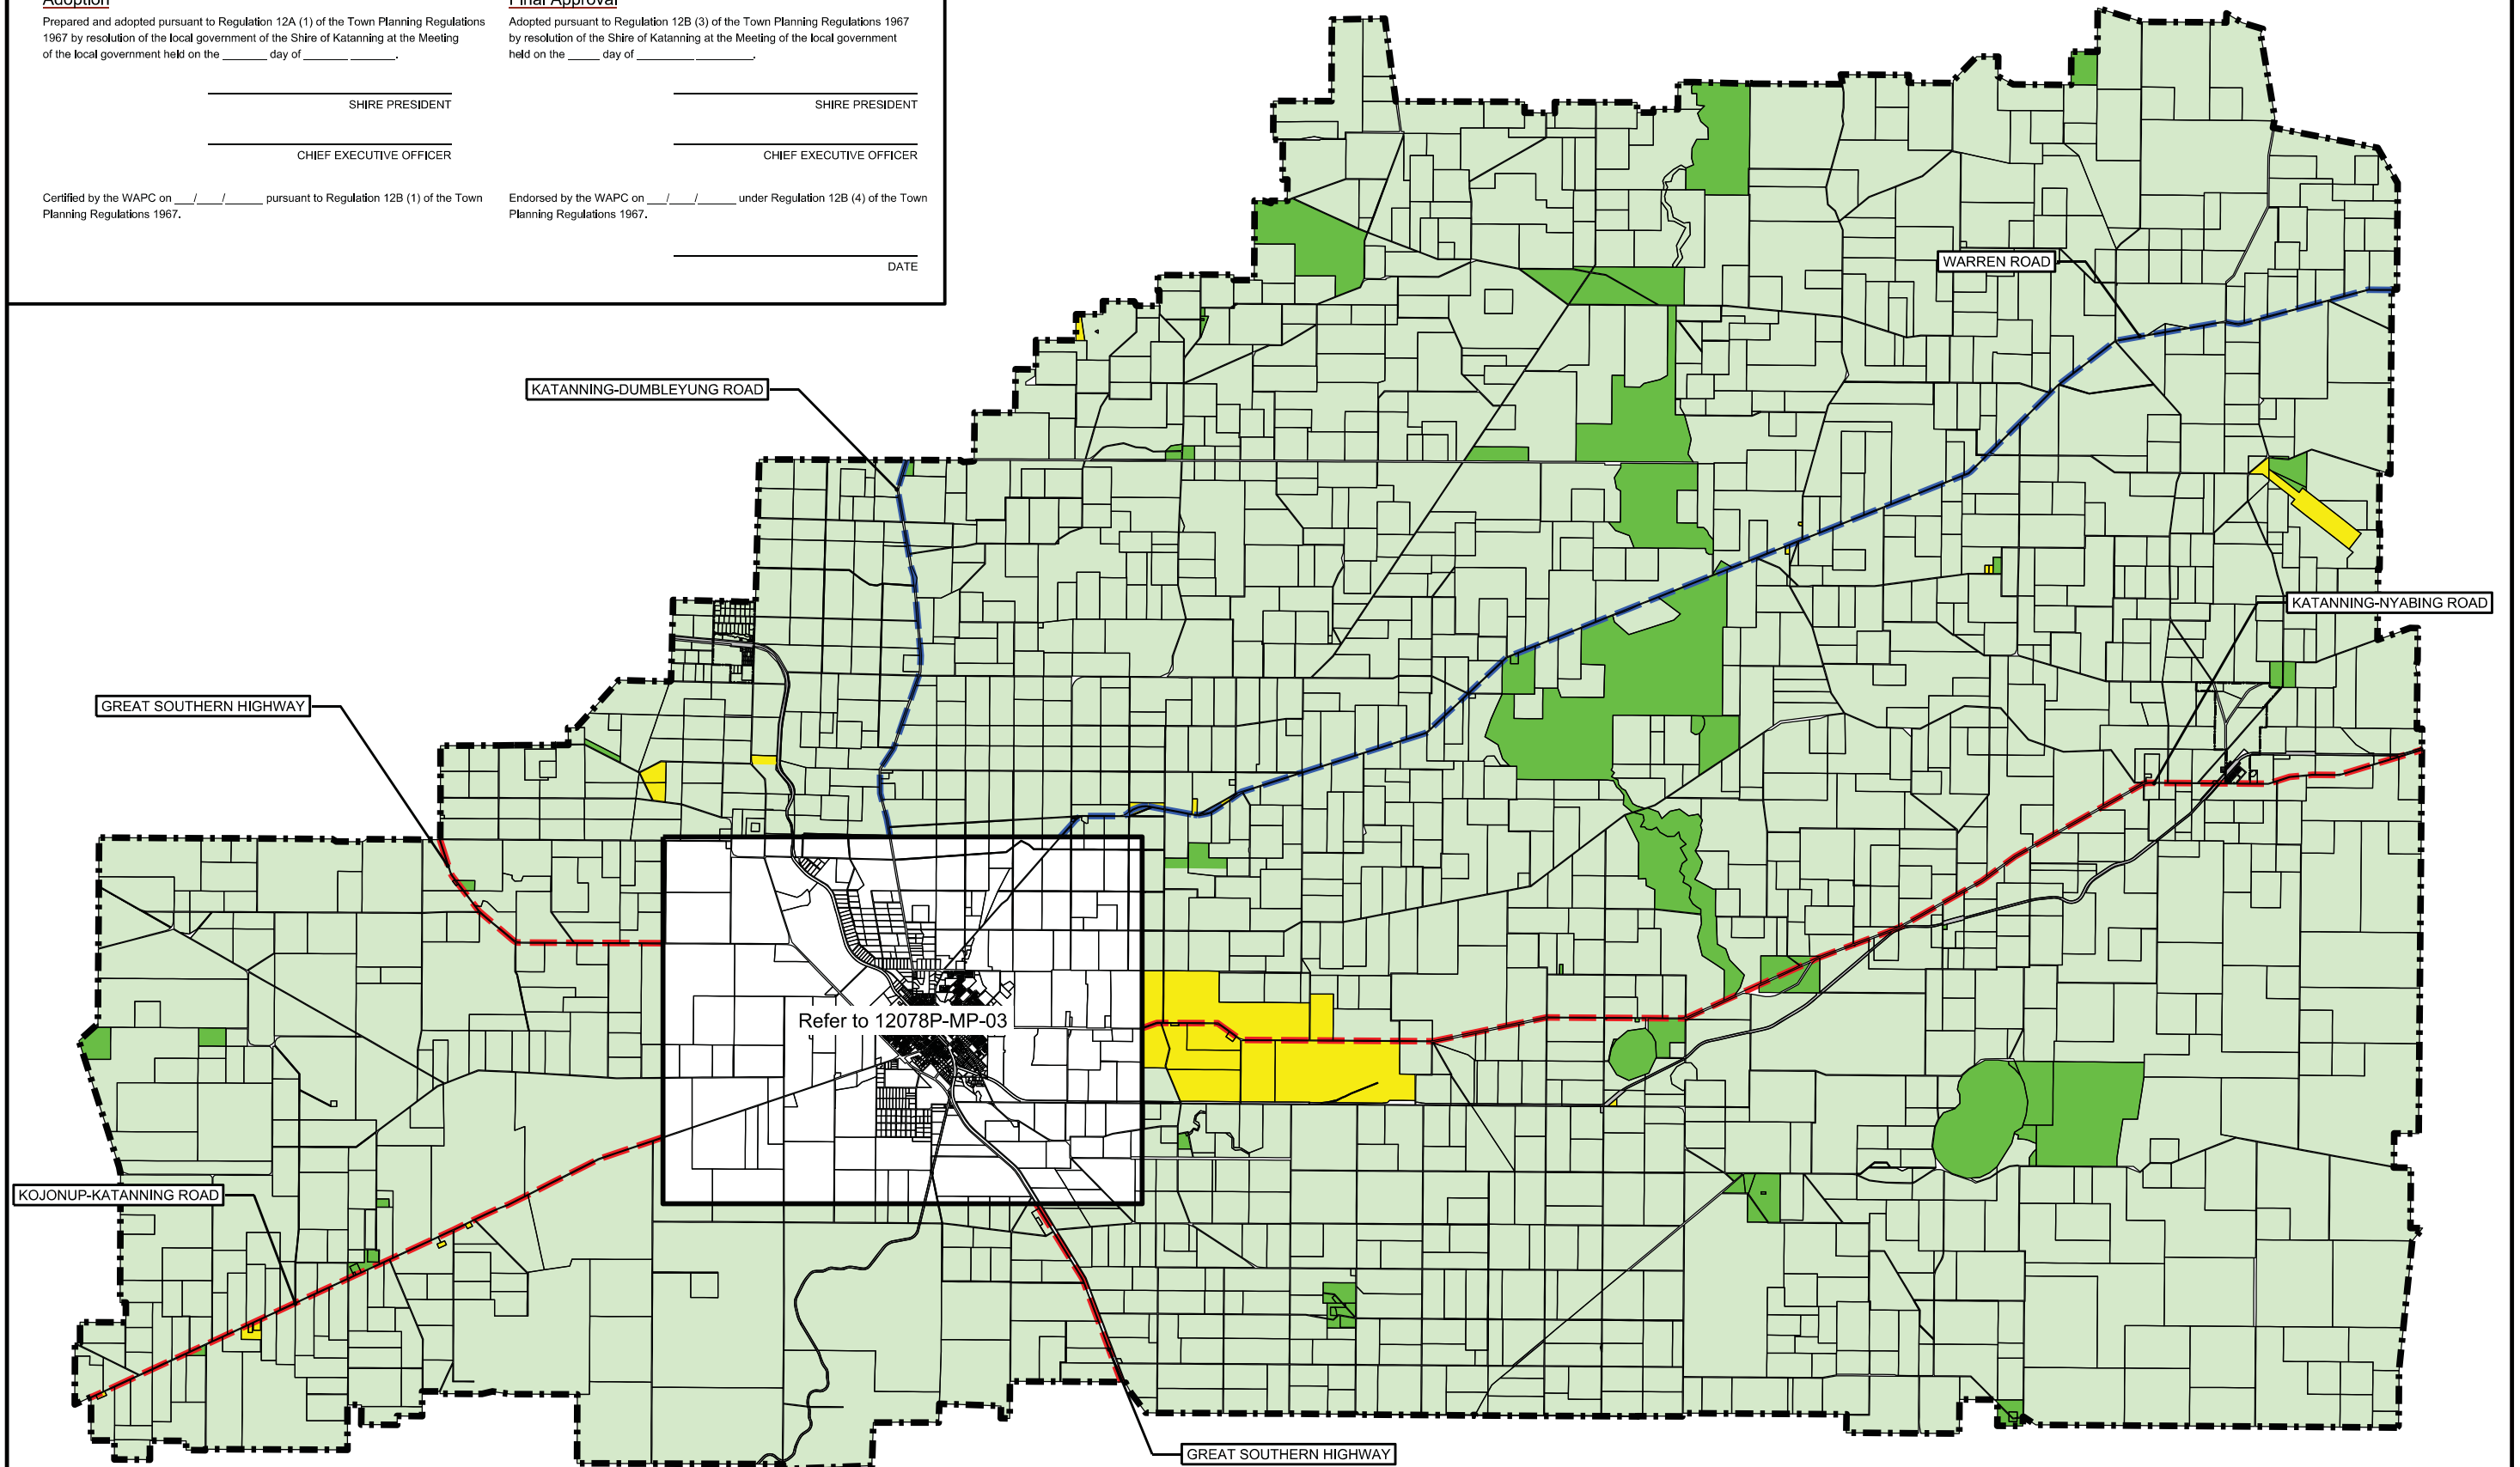 Adoption
Prepared and adopted pursuant to Regulation 12A (1) of the Town Planning Regulations
1967 by resolution of the local government of the Shire of Katanning at the Meeting
of the local government held on the _______ day of _______ _______.
SHIRE PRESIDENT
CHIEF EXECUTIVE OFFICER
Certified by the WAPC on ___/____/______ pursuant to Regulation 12B (1) of the Town
Planning Regulations 1967.
Final Approval
Adopted pursuant to Regulation 12B (3) of the Town Planning Regulations 1967
by resolution of the Shire of Katanning at the Meeting of the local government
held on the _____ day of _________ _________.
SHIRE PRESIDENT
CHIEF EXECUTIVE OFFICER
Endorsed by the WAPC on ___/____/______ under Regulation 12B (4) of the Town
Planning Regulations 1967.
DATE
WARREN ROAD
KATANNING-DUMBLEYUNG ROAD
KATANNING-NYABING ROAD
GREAT SOUTHERN HIGHWAY
Refer to 12078P-MP-03
KOJONUP-KATANNING ROAD
GREAT SOUTHERN HIGHWAY